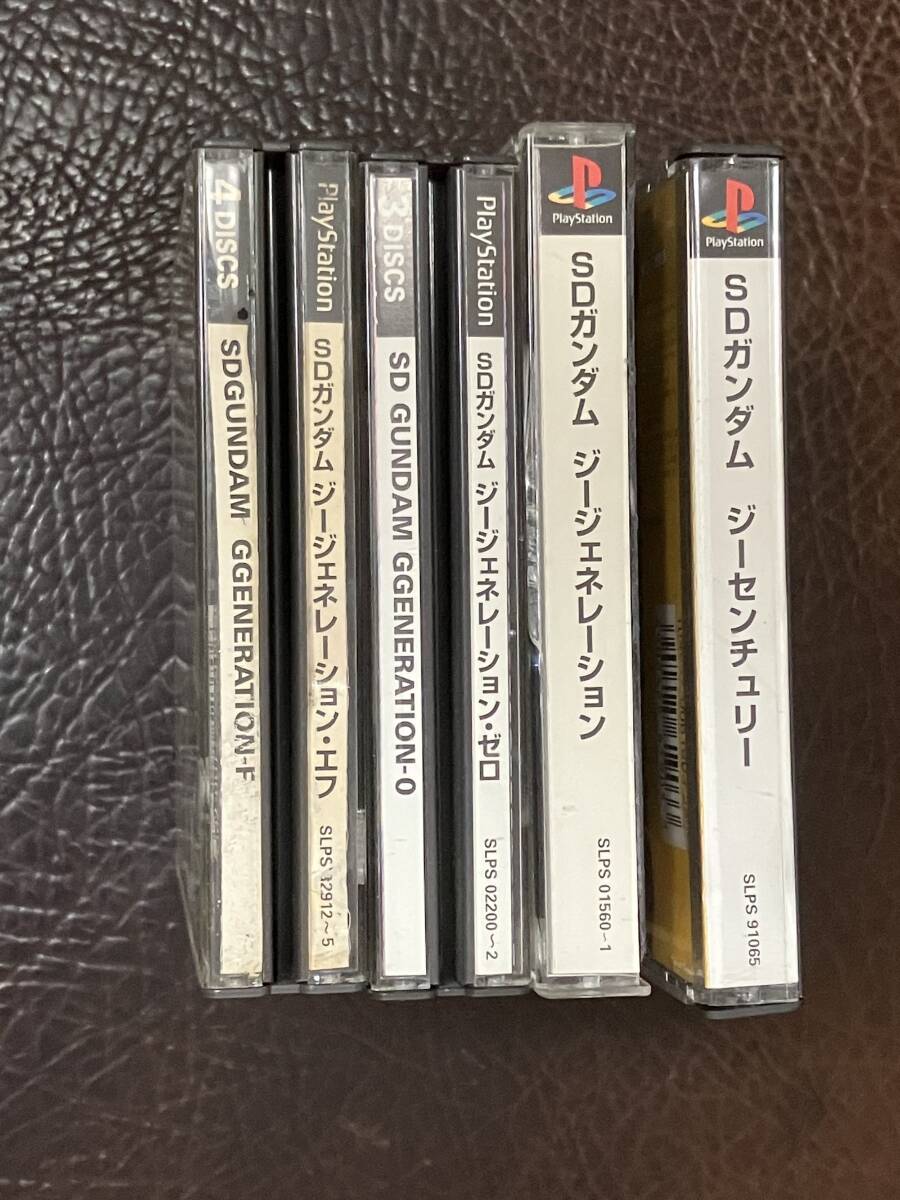 4 DISCS
SDGUNDAM GGENERATION-F
PlayStation
SDガンダム ジージェネレーション・エフ
SLPS 02912～5
3 DISCS
SD GUNDAM GGENERATION-0
PlayStation
SDガンダム ジージェネレーション・ゼロ
SLPS 02200～2
PlayStation
SDガンダム ジージェネレーション
SLPS 01560~1
PlayStation
SDガンダム ジーセンチュリー
SLPS 91065